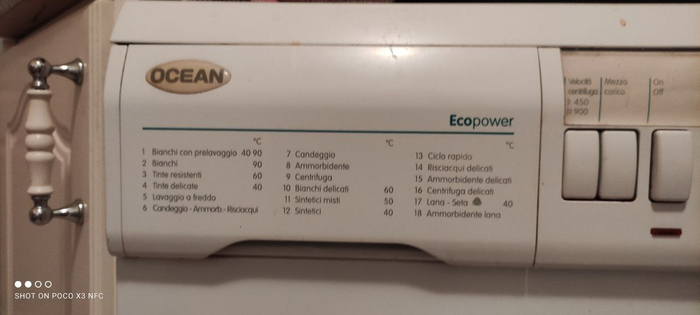 OCEAN
Ecopower
°C
1 Bianchi con prelavaggio 40 90
2 Bianchi 90
3 Tinte resistenti 60
4 Tinte delicate 40
5 Lavaggio a freddo
6 Candeggio - Ammorb - Risciacqui
°C
7 Candeggio
8 Ammorbidente
9 Centrifuga
10 Bianchi delicati 60
11 Sintetici misti 50
12 Sintetici 40
°C
13 Ciclo rapido
14 Risciacqui delicati
15 Ammorbidente delicati
16 Centrifuga delicati
17 Lana - Seta 40
18 Ammorbidente lana
Velocità
centrifuga
450
900
Mezzo
carico
On
Off
SHOT ON POCO X3 NFC